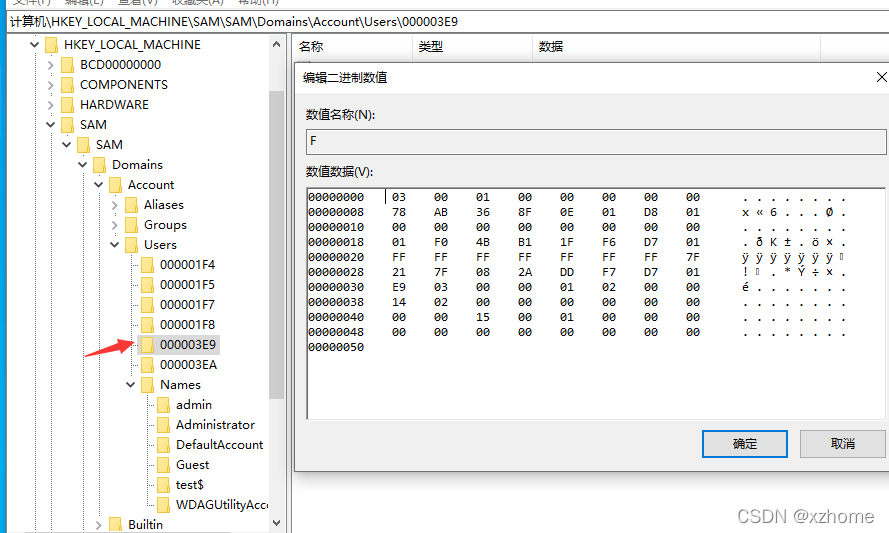 计算机\HKEY_LOCAL_MACHINE\SAM\SAM\Domains\Account\Users\000003E9
HKEY_LOCAL_MACHINE
BCD00000000
COMPONENTS
HARDWARE
SAM
SAM
Domains
Account
Aliases
Groups
Users
000001F4
000001F5
000001F7
000001F8
000003E9
000003EA
Names
admin
Administrator
DefaultAccount
Guest
test$
WDAGUtilityAcc
Builtin
名称 类型 数据
编辑二进制数值
数值名称(N):
F
数值数据(V):
00000000 03 00 01 00 00 00 00 00 . . . . . . . .
00000008 78 AB 36 8F 0E 01 D8 01 x « 6 . . . Ø .
00000010 00 00 00 00 00 00 00 00 . . . . . . . .
00000018 01 F0 4B B1 1F F6 D7 01 . ð K ± . ö × .
00000020 FF FF FF FF FF FF FF 7F ÿ ÿ ÿ ÿ ÿ ÿ ÿ
00000028 21 7F 08 2A DD F7 D7 01 ! . * Ý ÷ × .
00000030 E9 03 00 00 01 02 00 00 é . . . . . . .
00000038 14 02 00 00 00 00 00 00 . . . . . . . .
00000040 00 00 15 00 01 00 00 00 . . . . . . . .
00000048 00 00 00 00 00 00 00 00 . . . . . . . .
00000050
确定 取消
CSDN @xzhome